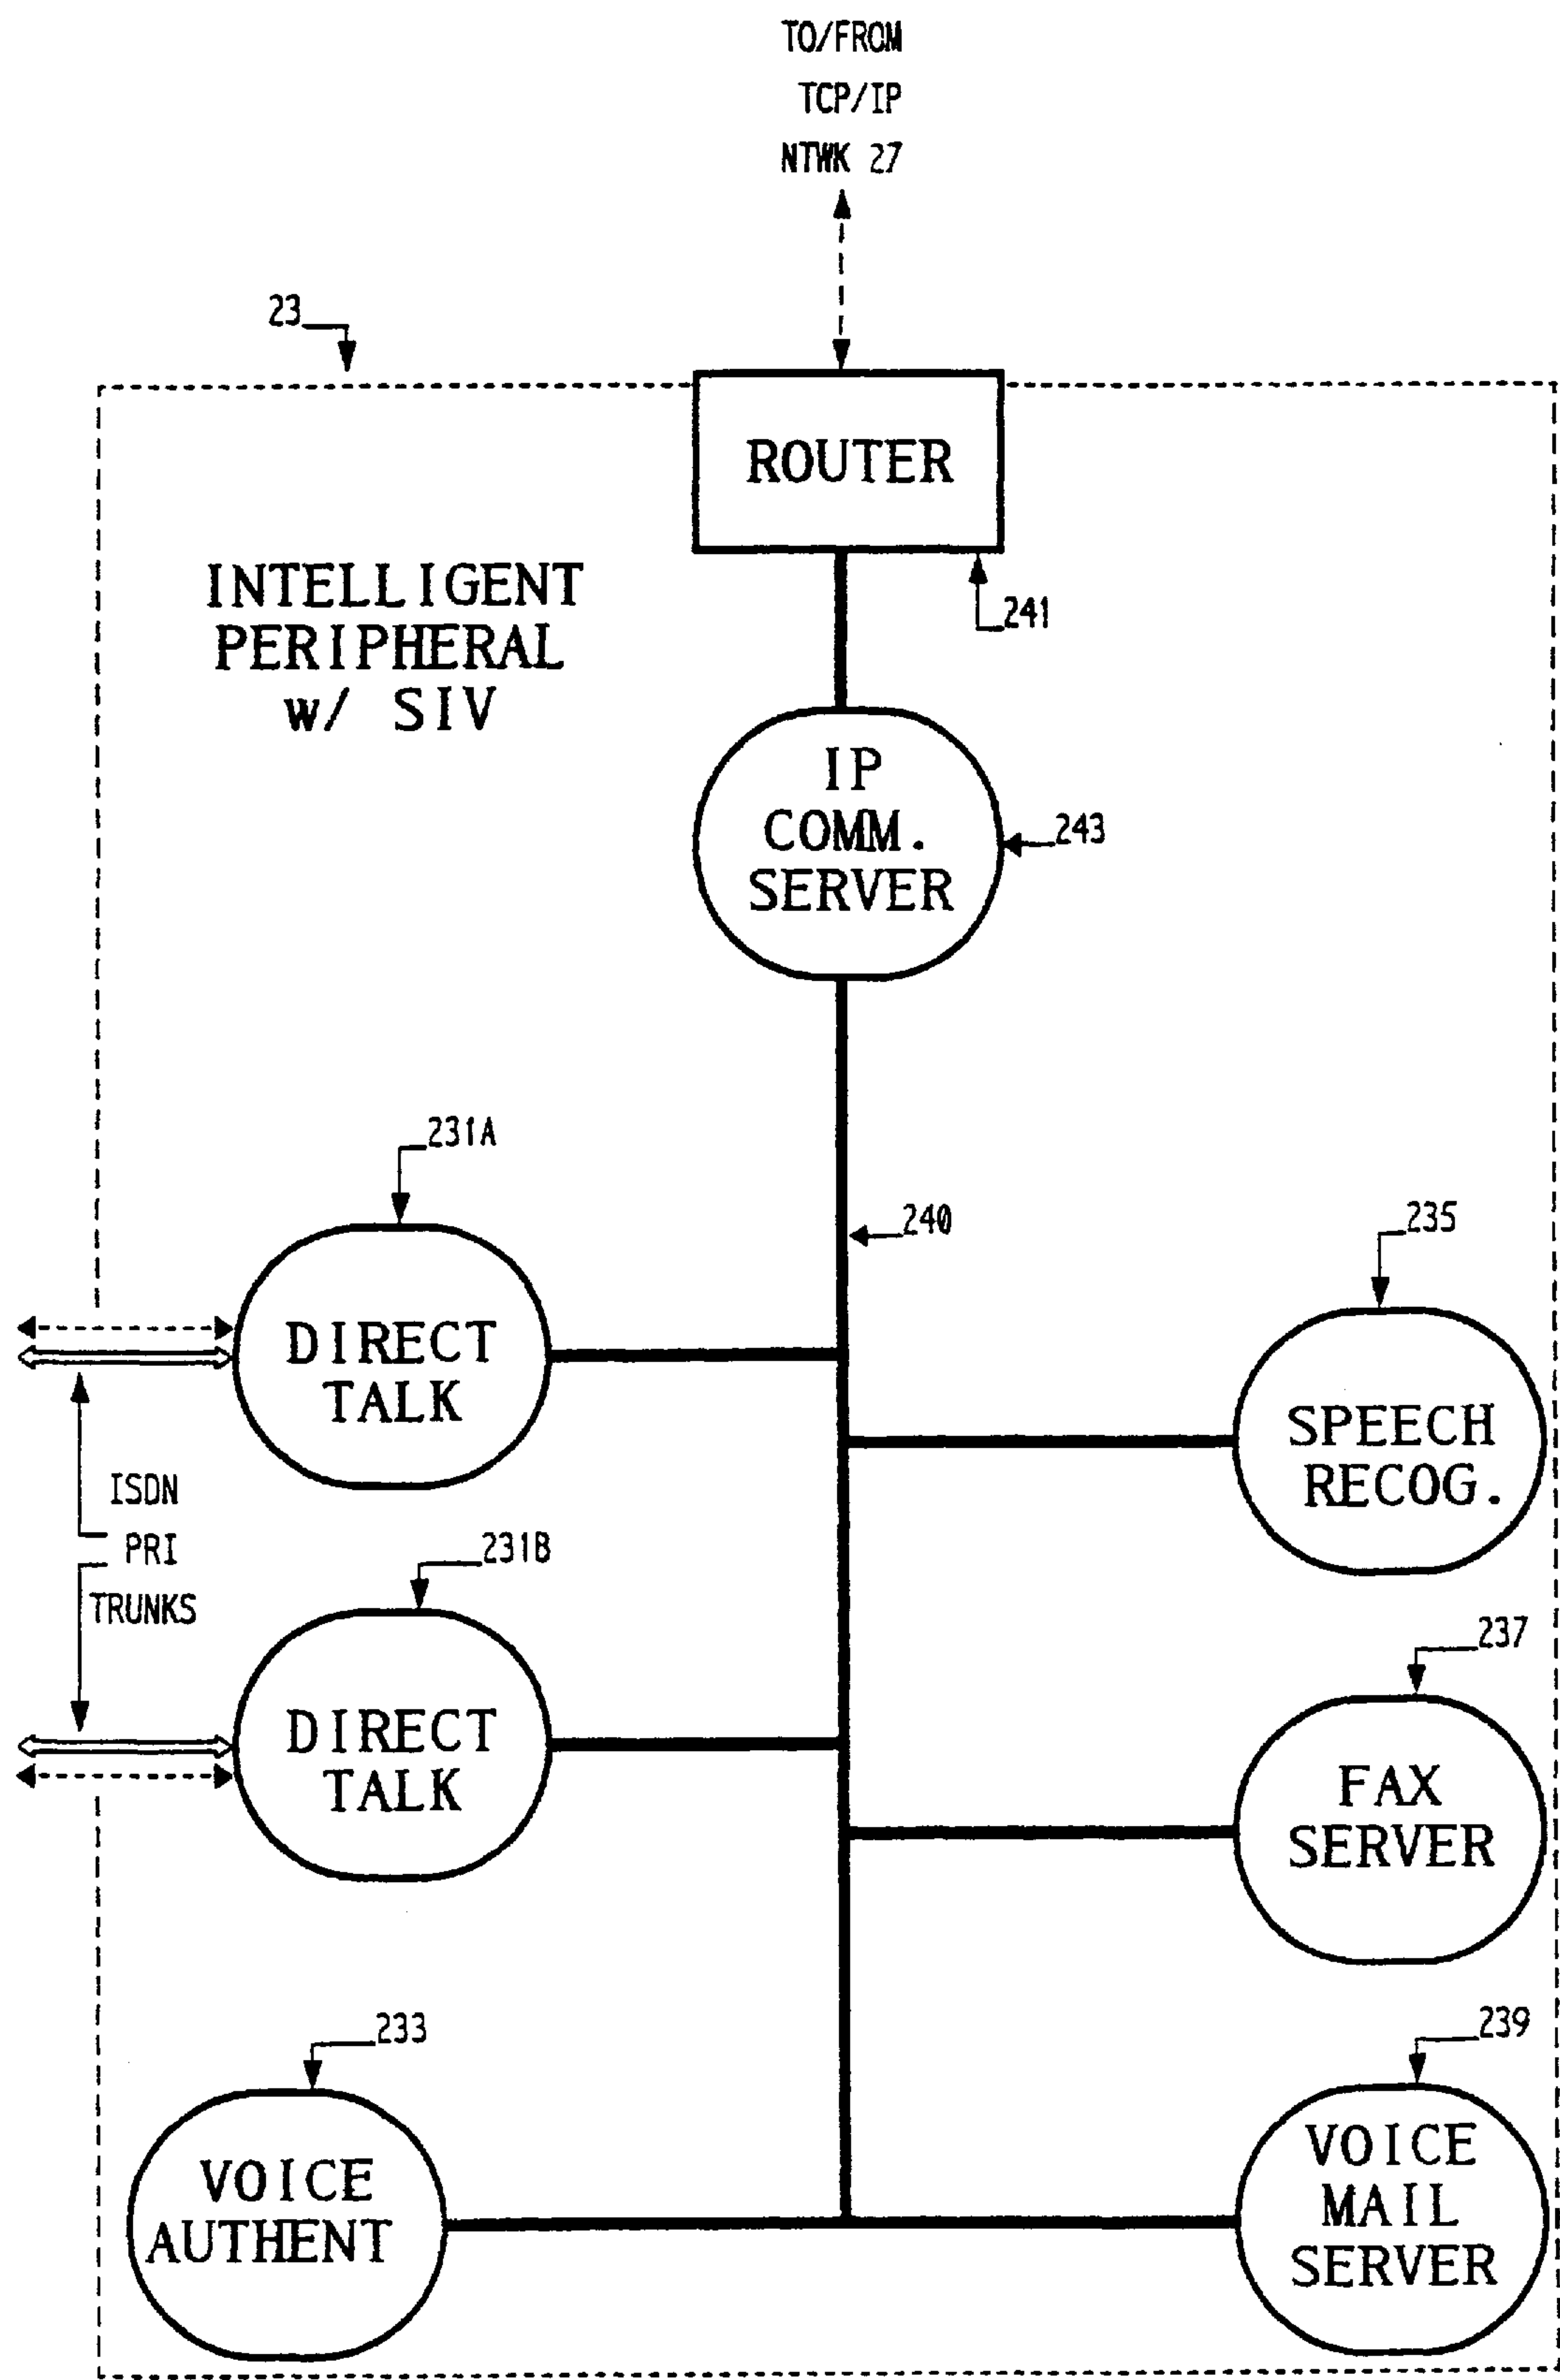 TO/FROM
TCP/IP
NTWK 27
23
ROUTER
241
INTELLIGENT
PERIPHERAL
w/ SIV
IP
COMM.
SERVER
243
231A
240
235
DIRECT
TALK
SPEECH
RECOG.
ISDN
PRI
TRUNKS
231B
237
DIRECT
TALK
FAX
SERVER
233
239
VOICE
AUTHENT
VOICE
MAIL
SERVER